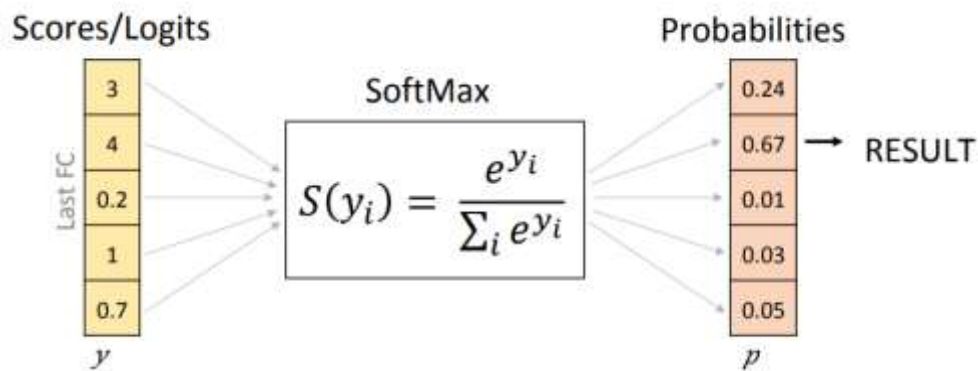 Scores/Logits
Probabilities
SoftMax
Last FC
3
4
0.2
1
0.7
y
S(y_i) = e^{y_i} / ∑_i e^{y_i}
0.24
0.67
0.01
0.03
0.05
p
RESULT